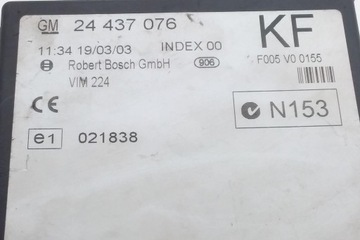 GM 24 437 076 KF
11:34 19/03/03 INDEX 00 F005 V0 0155
Robert Bosch GmbH 906
VIM 224
CE N153
e1 021838